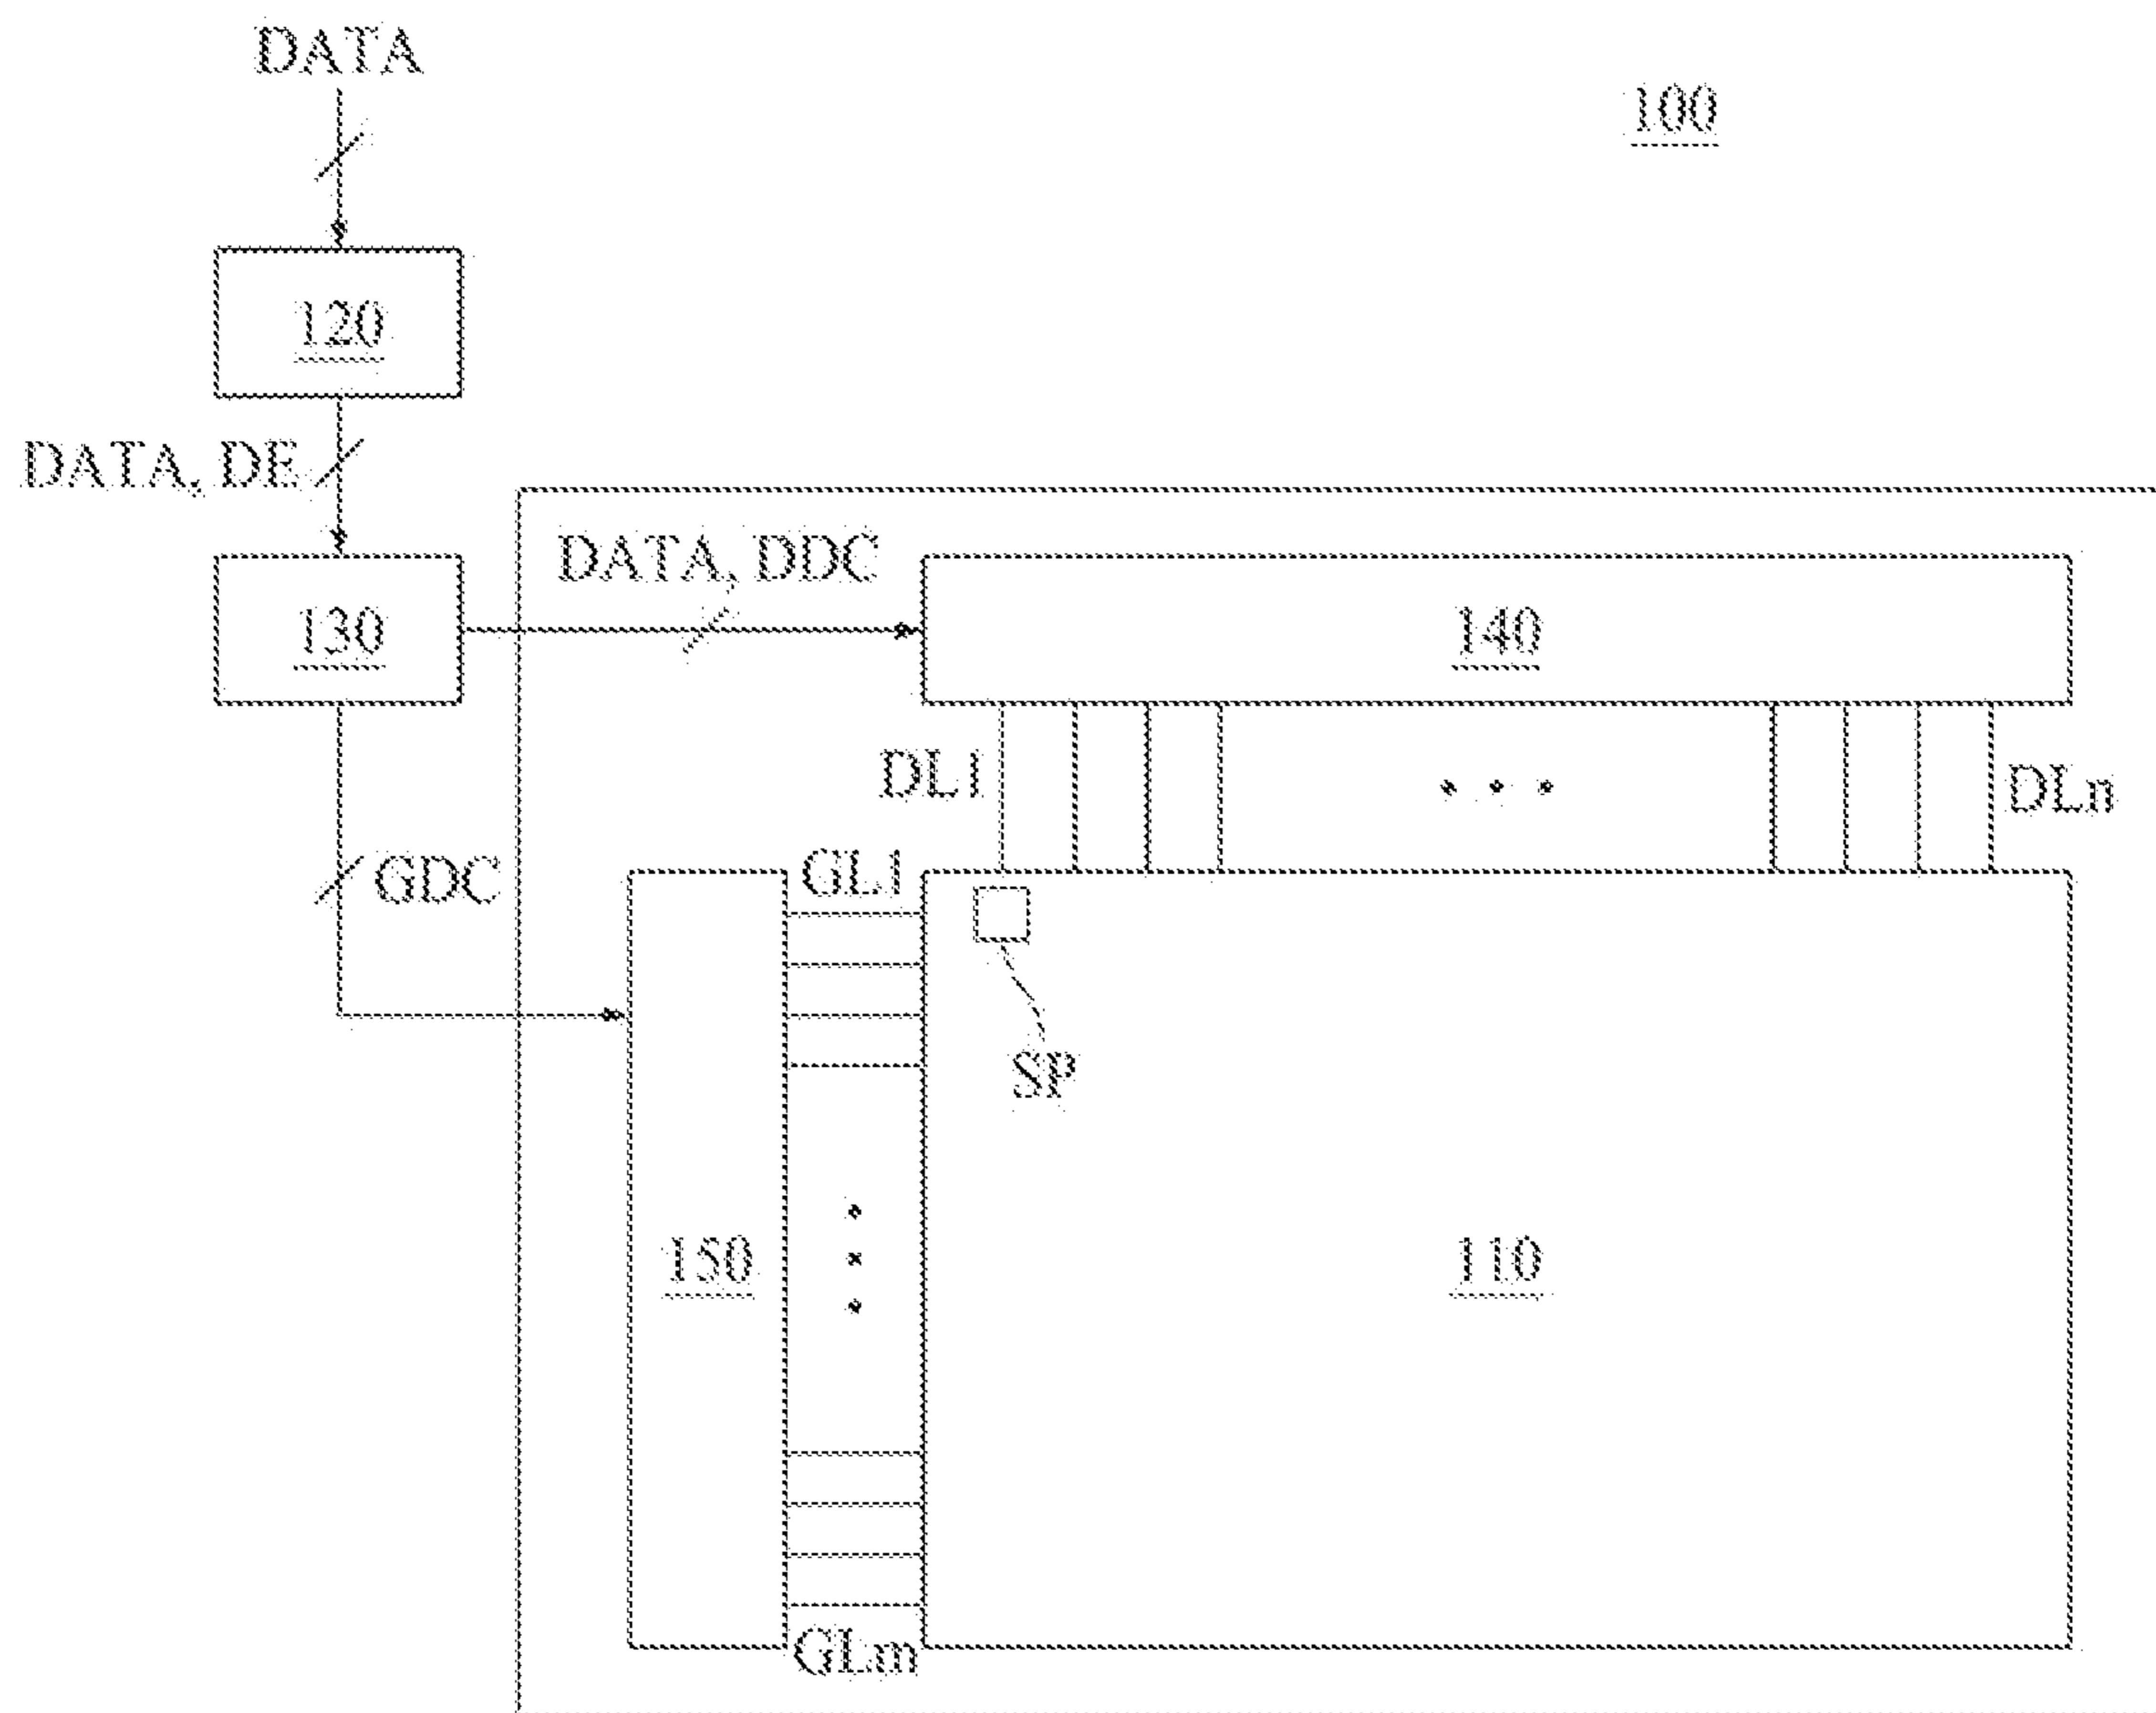 DATA
100
120
DATA, DE
DATA, DDC
130
140
DL1
DLn
GL1
GDC
SP
150
110
GLm